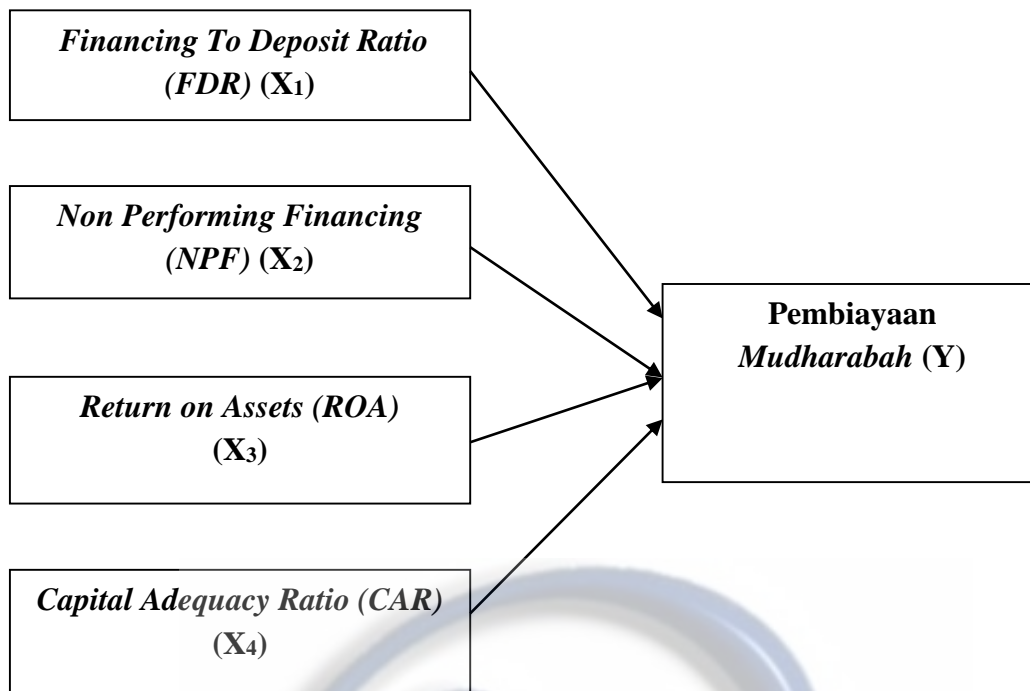 Financing To Deposit Ratio
(FDR) (X1)
Non Performing Financing
(NPF) (X2)
Pembiayaan
Mudharabah (Y)
Return on Assets (ROA)
(X3)
Capital Adequacy Ratio (CAR)
(X4)